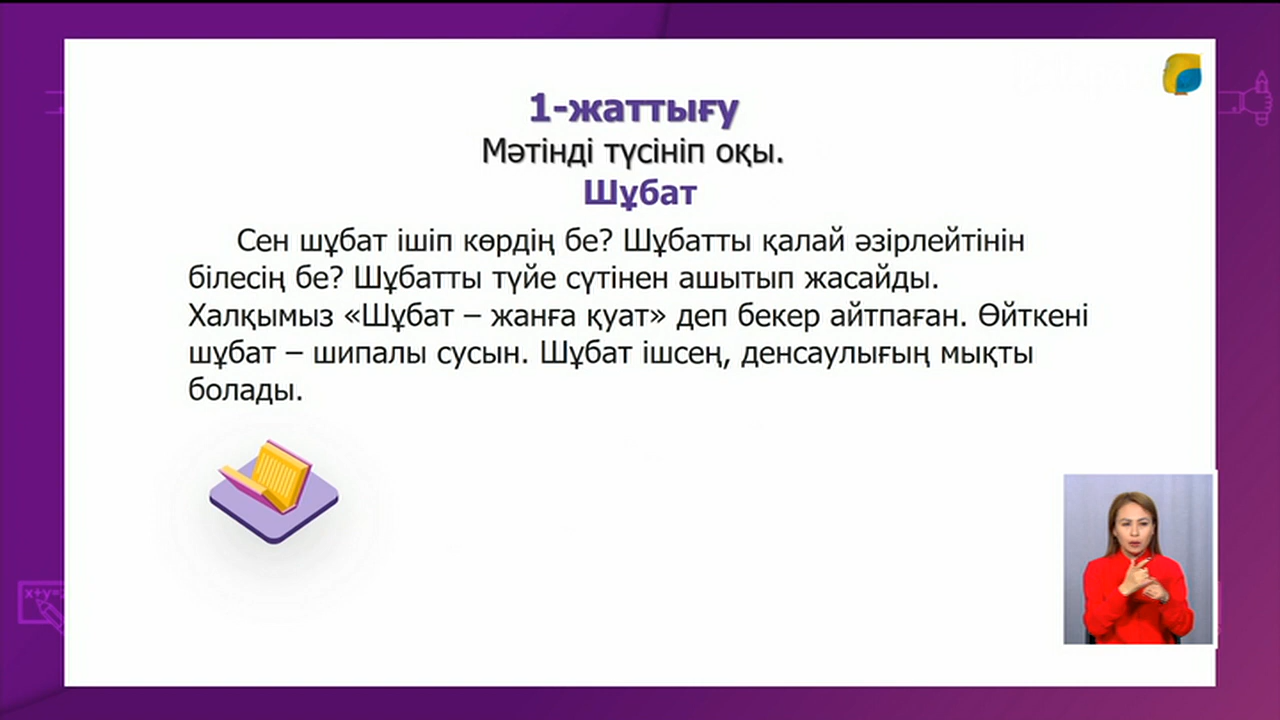 1-жаттығу
Мәтінді түсініп оқы.
Шұбат
Сен шұбат ішіп көрдің бе? Шұбатты қалай әзірлейтінін
білесің бе? Шұбатты түйе сүтінен ашытып жасайды.
Халқымыз «Шұбат – жанға қуат» деп бекер айтпаған. Өйткені
шұбат – шипалы сусын. Шұбат ішсең, денсаулығың мықты
болады.
x+y=